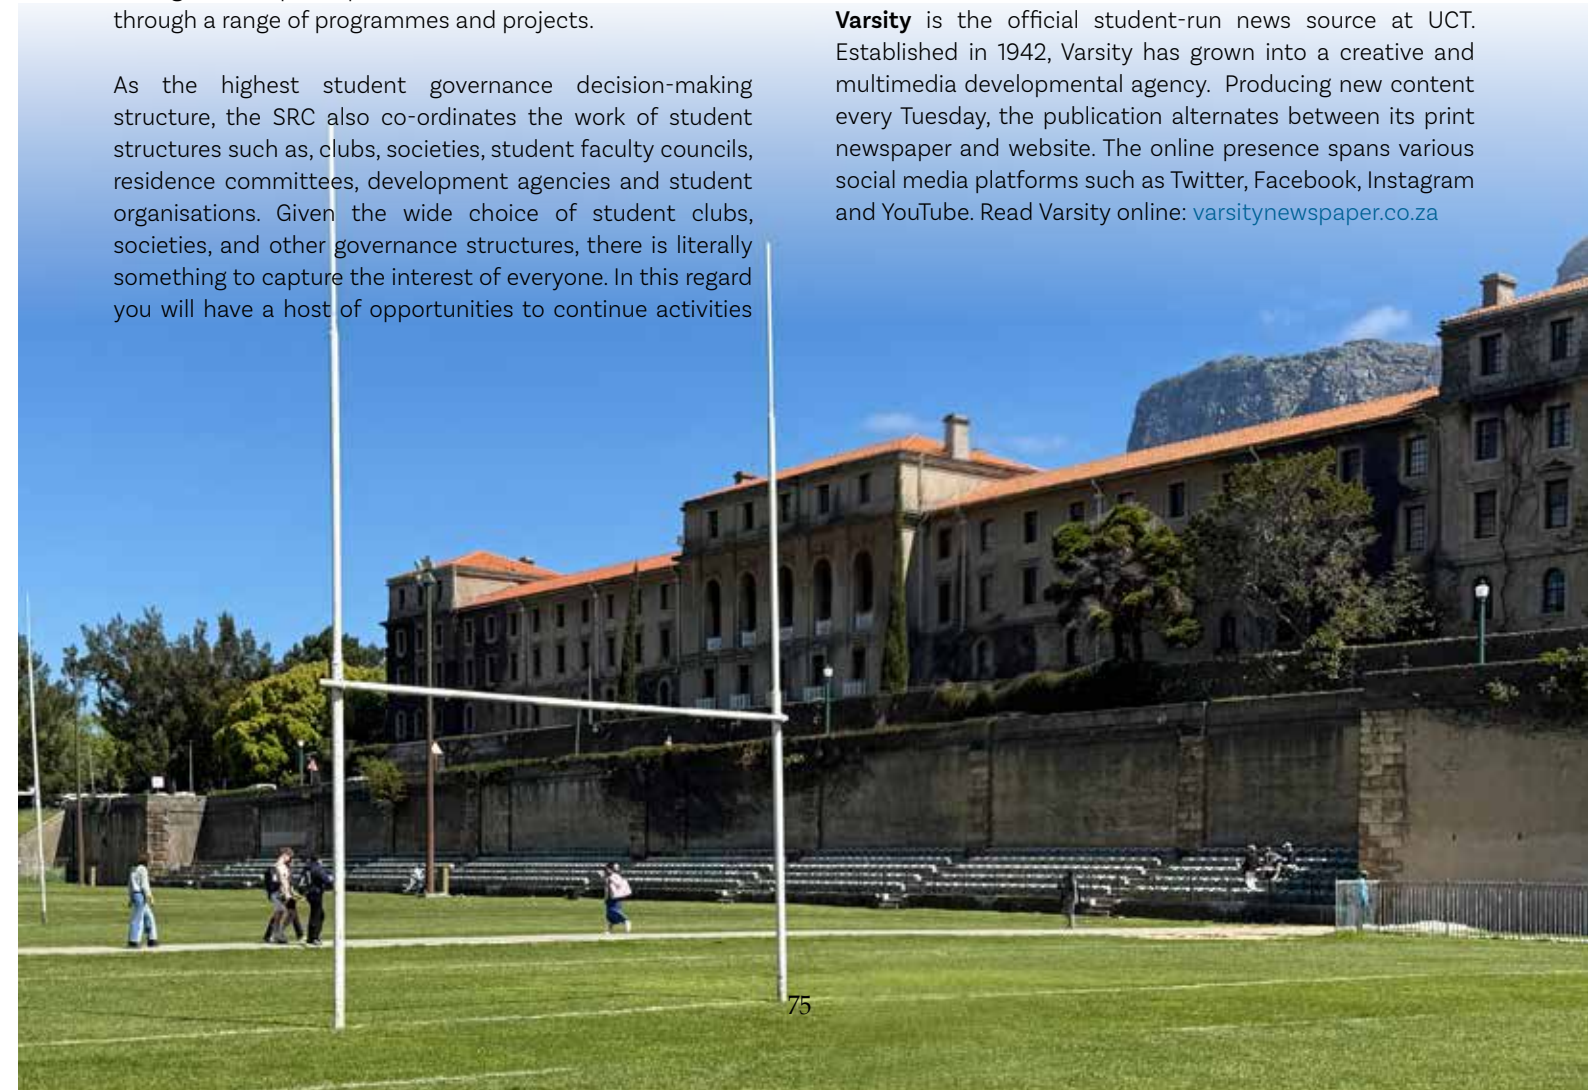 through a range of programmes and projects.
As the highest student governance decision-making
structure, the SRC also co-ordinates the work of student
structures such as, clubs, societies, student faculty councils,
residence committees, development agencies and student
organisations. Given the wide choice of student clubs,
societies, and other governance structures, there is literally
something to capture the interest of everyone. In this regard
you will have a host of opportunities to continue activities
Varsity is the official student-run news source at UCT.
Established in 1942, Varsity has grown into a creative and
multimedia developmental agency. Producing new content
every Tuesday, the publication alternates between its print
newspaper and website. The online presence spans various
social media platforms such as Twitter, Facebook, Instagram
and YouTube. Read Varsity online: varsitynewspaper.co.za
75